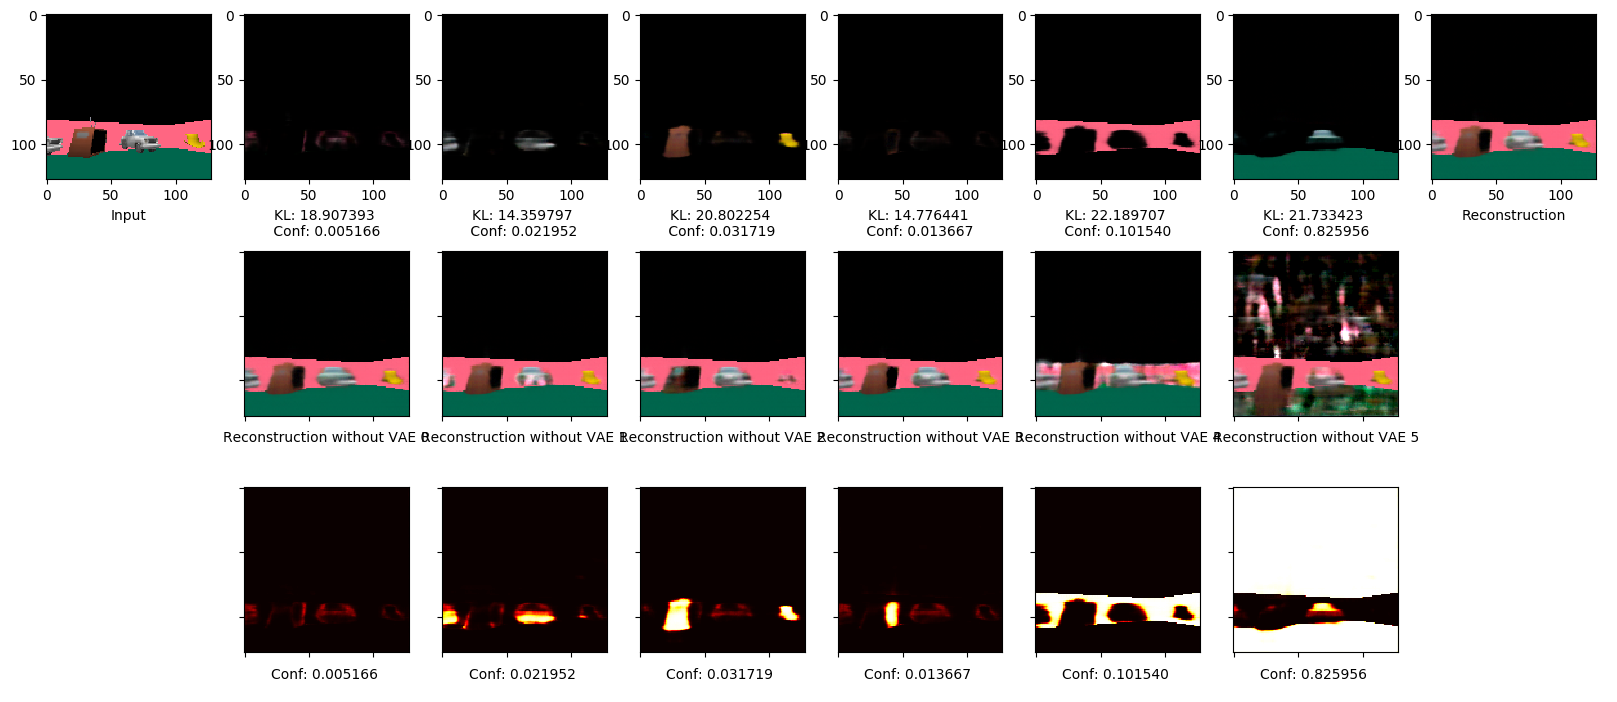 0 0 0 0 0 0 0 0
50 50 50 50 50 50 50 50
100 100 100 100 100 100 100 100
0 50 100 0 50 100 0 50 100 0 50 100 0 50 100 0 50 100 0 50 100 0 50 100
Input KL: 18.907393 KL: 14.359797 KL: 20.802254 KL: 14.776441 KL: 22.189707 KL: 21.733423 Reconstruction
Conf: 0.005166 Conf: 0.021952 Conf: 0.031719 Conf: 0.013667 Conf: 0.101540 Conf: 0.825956
Reconstruction without VAE 0 Reconstruction without VAE 1 Reconstruction without VAE 2 Reconstruction without VAE 3 Reconstruction without VAE 4 Reconstruction without VAE 5
Conf: 0.005166 Conf: 0.021952 Conf: 0.031719 Conf: 0.013667 Conf: 0.101540 Conf: 0.825956